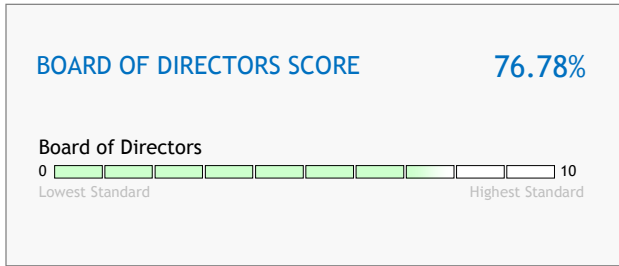 BOARD OF DIRECTORS SCORE 76.78%
Board of Directors
0 10
Lowest Standard Highest Standard